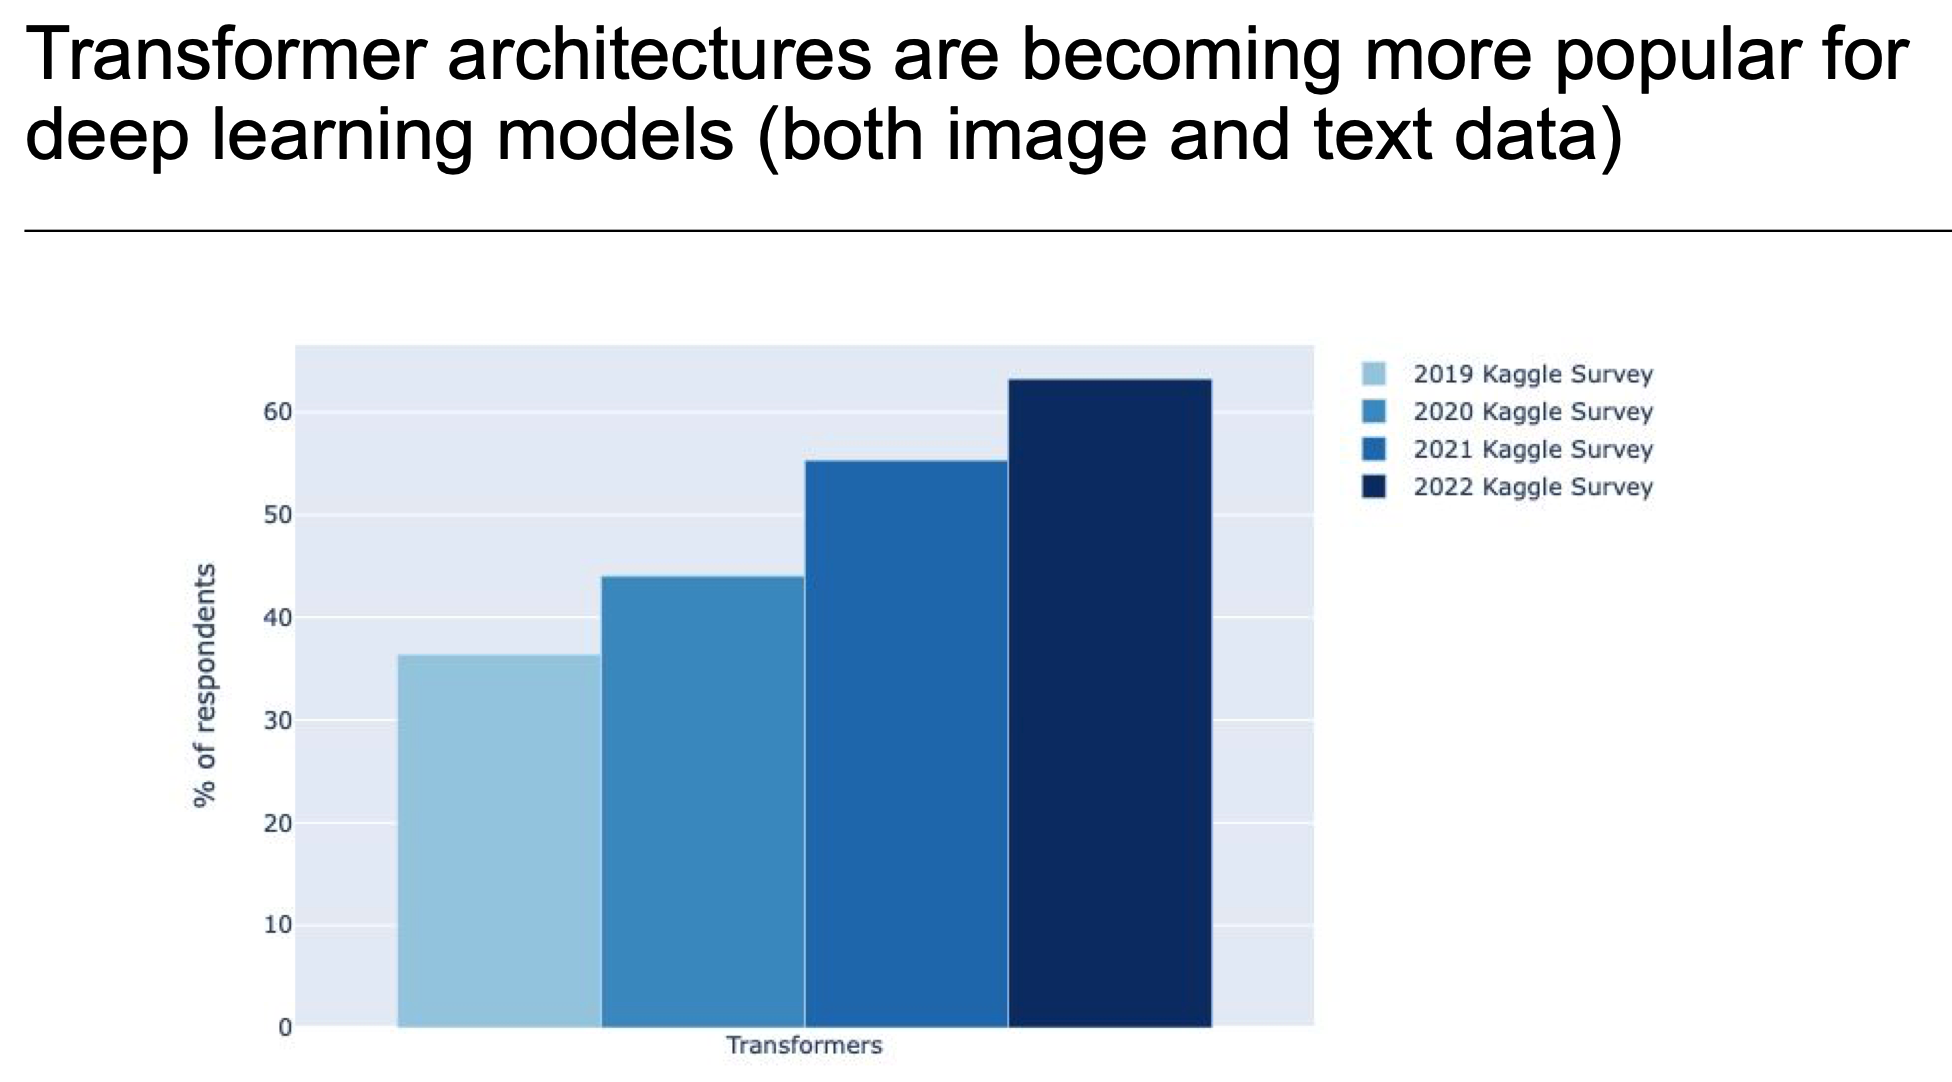 Transformer architectures are becoming more popular for
deep learning models (both image and text data)
% of respondents
60
50
40
30
20
10
0
Transformers
2019 Kaggle Survey
2020 Kaggle Survey
2021 Kaggle Survey
2022 Kaggle Survey